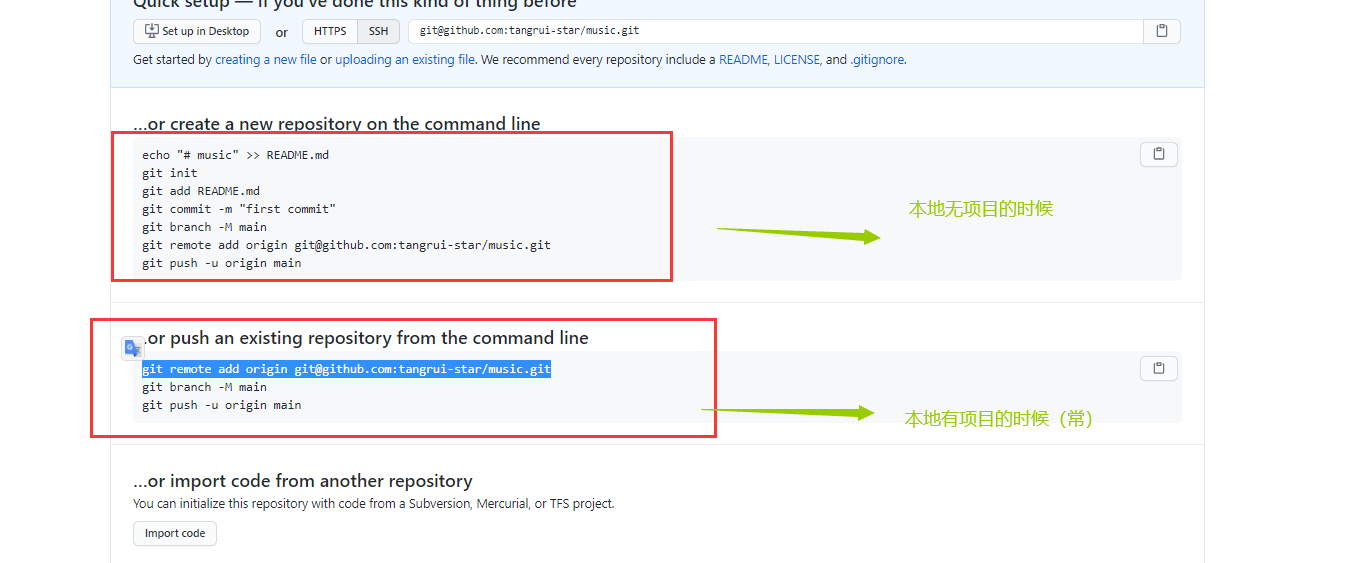 Quick setup — if you've done this kind of thing before
Set up in Desktop or HTTPS SSH git@github.com:tangrui-star/music.git
Get started by creating a new file or uploading an existing file. We recommend every repository include a README, LICENSE, and .gitignore.
…or create a new repository on the command line
echo "# music" >> README.md
git init
git add README.md
git commit -m "first commit"
git branch -M main
git remote add origin git@github.com:tangrui-star/music.git
git push -u origin main
本地无项目的时候
…or push an existing repository from the command line
git remote add origin git@github.com:tangrui-star/music.git
git branch -M main
git push -u origin main
本地有项目的时候（常）
…or import code from another repository
You can initialize this repository with code from a Subversion, Mercurial, or TFS project.
Import code